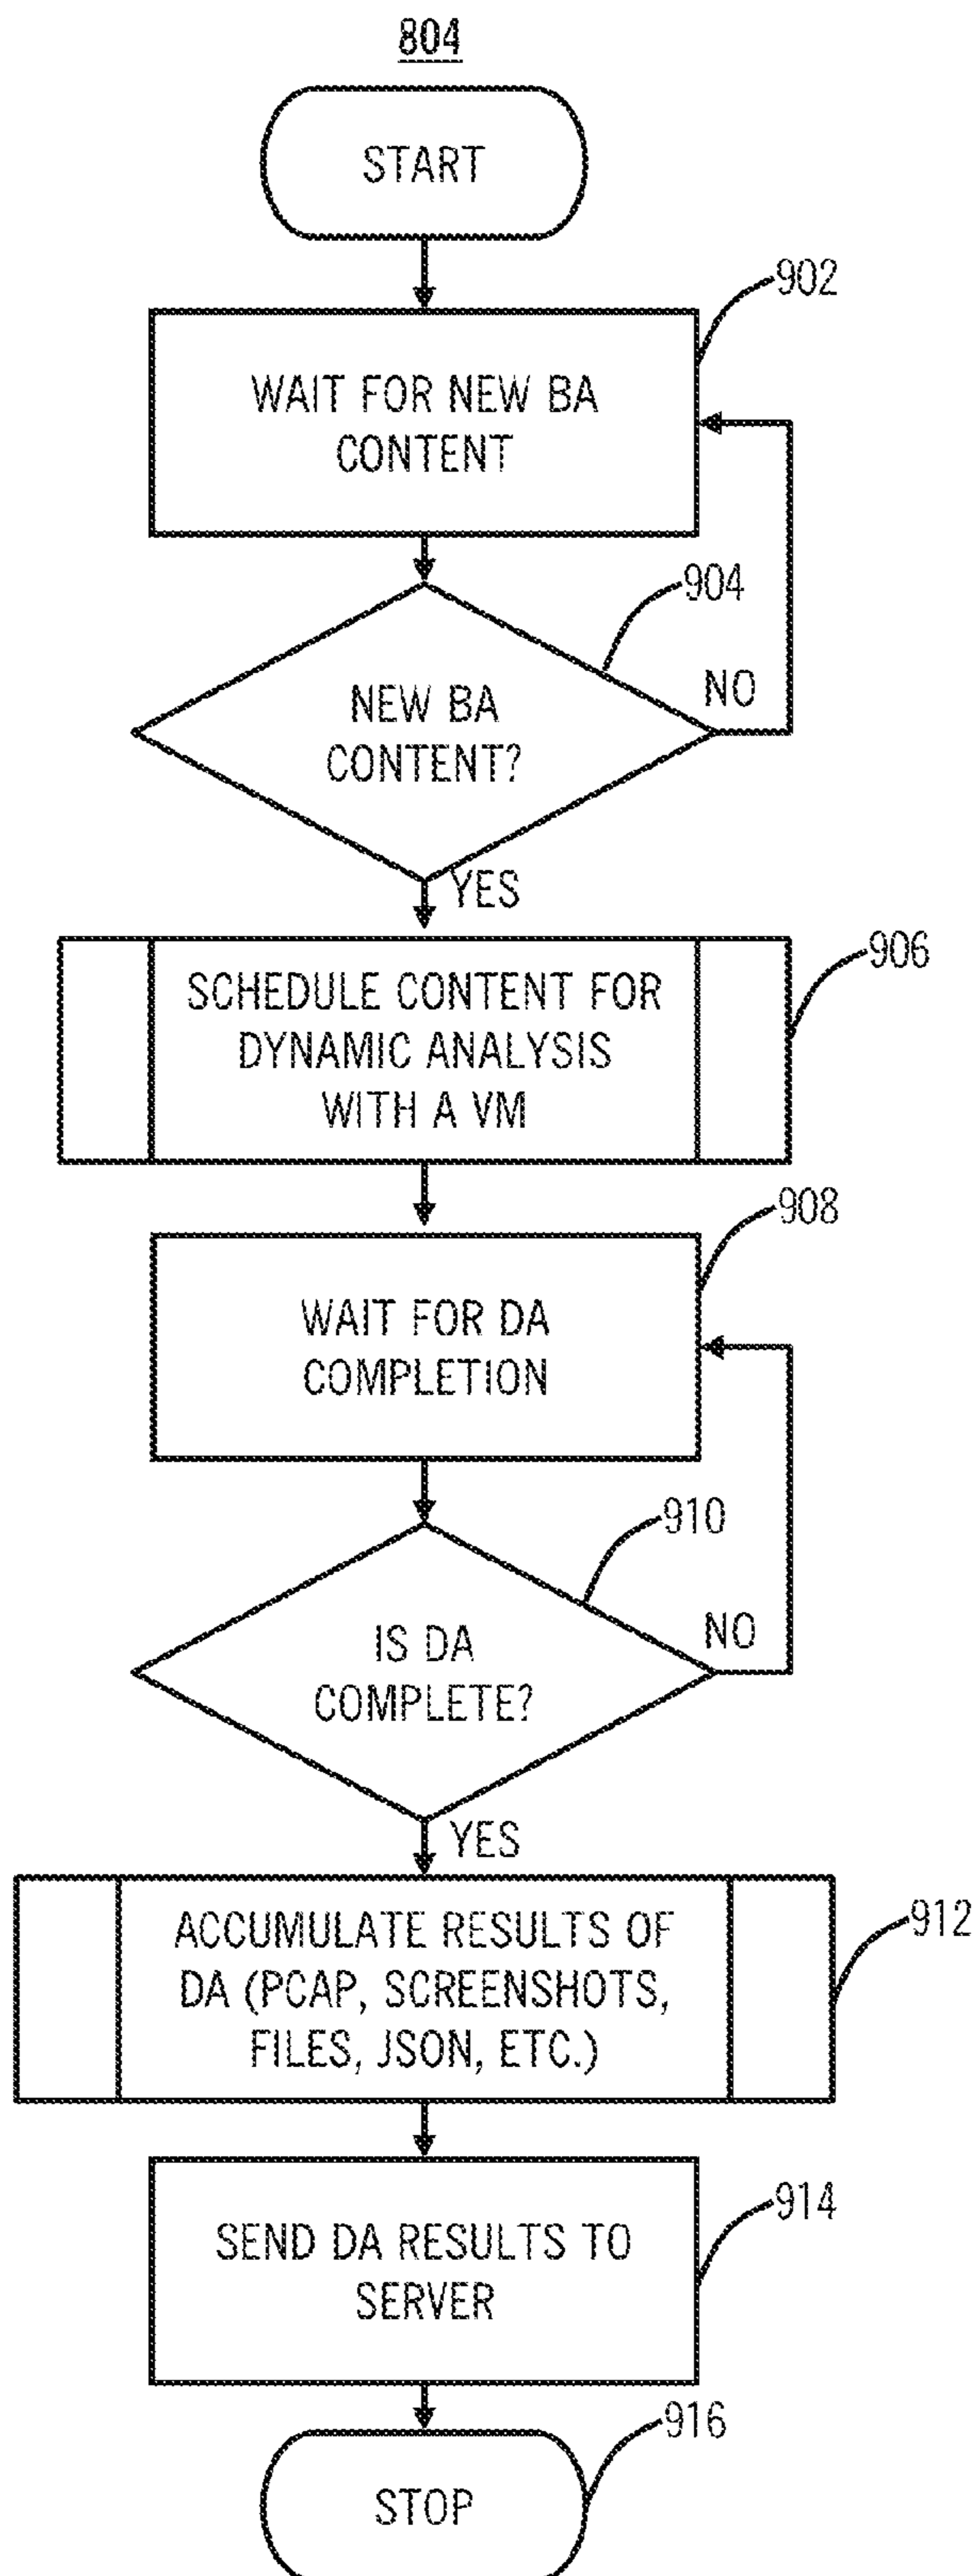 804
START
902
WAIT FOR NEW BA
CONTENT
904
NEW BA
CONTENT?
NO
YES
906
SCHEDULE CONTENT FOR
DYNAMIC ANALYSIS
WITH A VM
908
WAIT FOR DA
COMPLETION
910
IS DA
COMPLETE?
NO
YES
912
ACCUMULATE RESULTS OF
DA (PCAP, SCREENSHOTS,
FILES, JSON, ETC.)
914
SEND DA RESULTS TO
SERVER
916
STOP